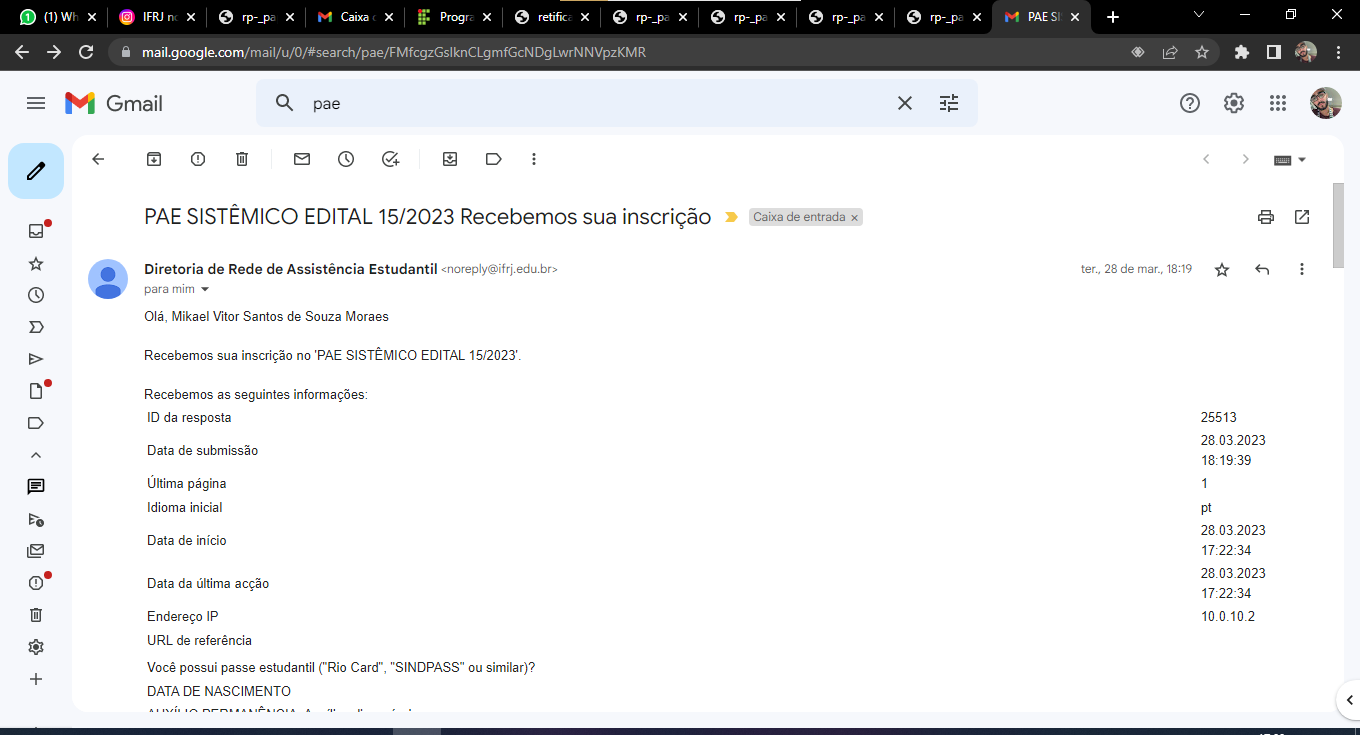 (1) Wh
IFRJ no
rp-_pa
Caixa d
Progra
retifica
rp-_pa
rp-_pa
rp-_pa
rp-_pa
PAE SI
mail.google.com/mail/u/0/#search/pae/FMfcgzGsIknCLgmfGcNDgLwrNNVpzKMR
Gmail
pae
PAE SISTÊMICO EDITAL 15/2023 Recebemos sua inscrição
Caixa de entrada x
Diretoria de Rede de Assistência Estudantil <noreply@ifrj.edu.br>
ter., 28 de mar., 18:19
para mim
Olá, Mikael Vitor Santos de Souza Moraes
Recebemos sua inscrição no 'PAE SISTÊMICO EDITAL 15/2023'.
Recebemos as seguintes informações:
ID da resposta 25513
Data de submissão 28.03.2023 18:19:39
Última página 1
Idioma inicial pt
Data de início 28.03.2023 17:22:34
Data da última acção 28.03.2023 17:22:34
Endereço IP 10.0.10.2
URL de referência
Você possui passe estudantil ("Rio Card", "SINDPASS" ou similar)?
DATA DE NASCIMENTO